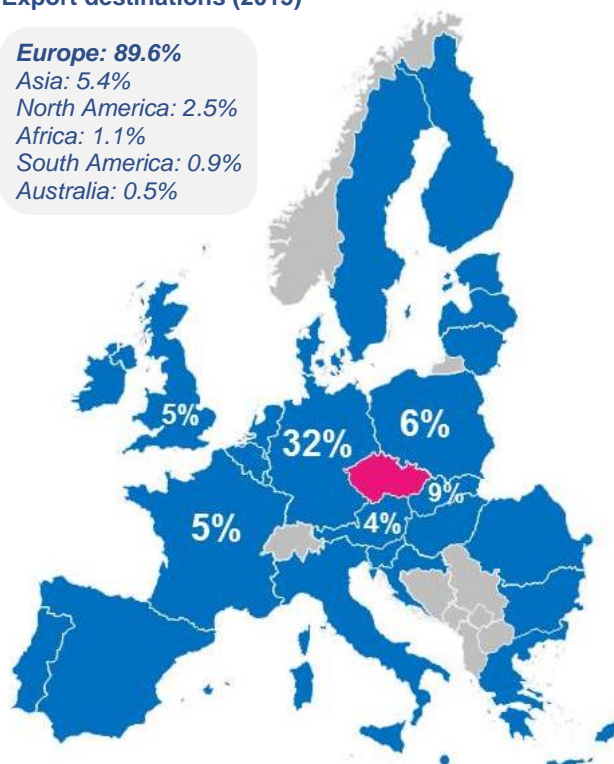 Export destinations (2019)
Europe: 89.6%
Asia: 5.4%
North America: 2.5%
Africa: 1.1%
South America: 0.9%
Australia: 0.5%
5%
32%
6%
9%
4%
5%